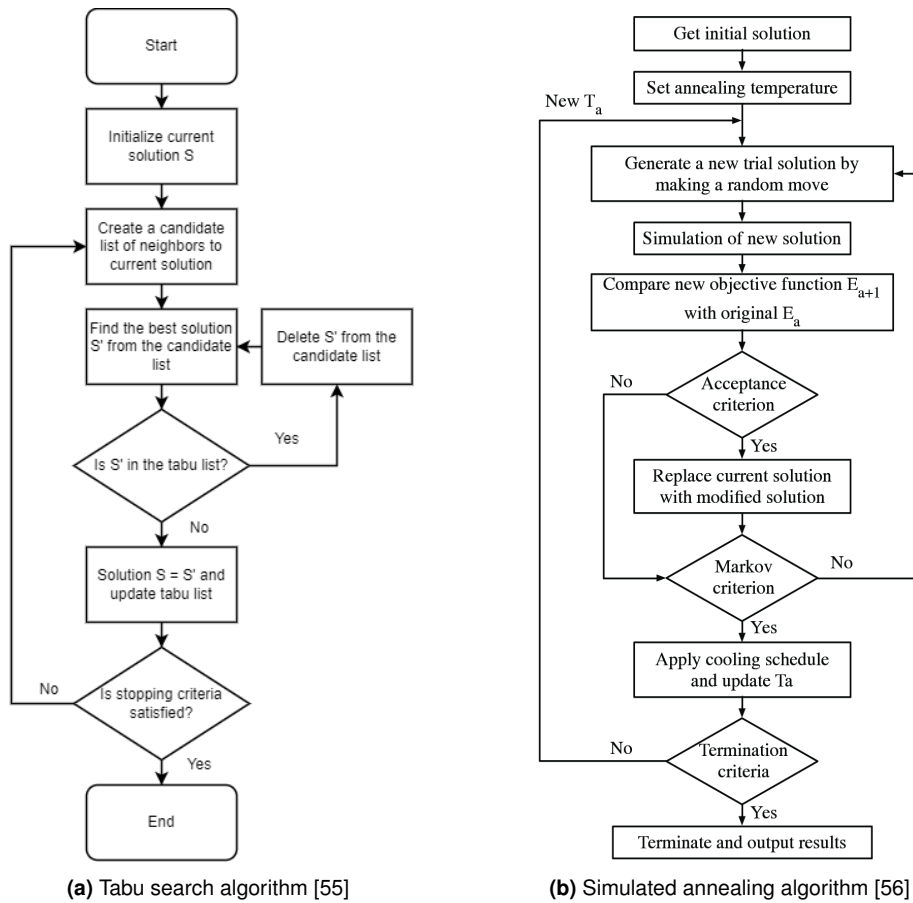 Start
Initialize current
solution S
Create a candidate
list of neighbors to
current solution
Find the best solution
S' from the candidate
list
Delete S' from the
candidate list
Yes
Is S' in the tabu list?
No
Solution S = S' and
update tabu list
No
Is stopping criteria
satisfied?
Yes
End
(a) Tabu search algorithm [55]
Get initial solution
Set annealing temperature
New Ta
Generate a new trial solution by
making a random move
Simulation of new solution
Compare new objective function Ea+1
with original Ea
No
Acceptance
criterion
Yes
Replace current solution
with modified solution
Markov
criterion
No
Yes
Apply cooling schedule
and update Ta
No
Termination
criteria
Yes
Terminate and output results
(b) Simulated annealing algorithm [56]